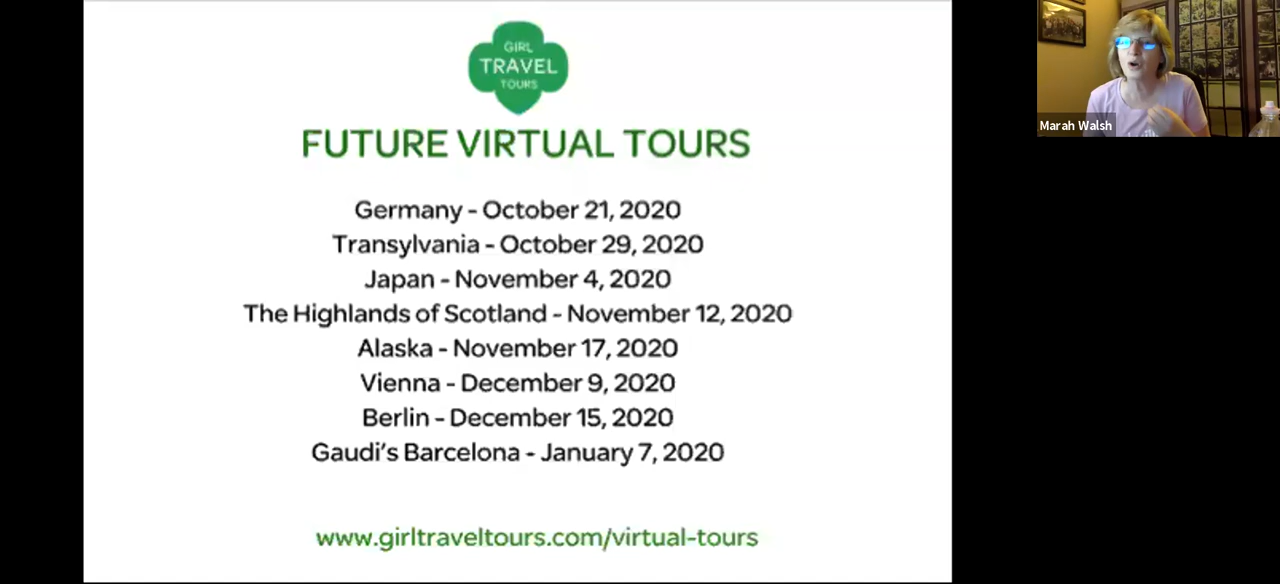 GIRL
TRAVEL
TOURS
FUTURE VIRTUAL TOURS
Germany - October 21, 2020
Transylvania - October 29, 2020
Japan - November 4, 2020
The Highlands of Scotland - November 12, 2020
Alaska - November 17, 2020
Vienna - December 9, 2020
Berlin - December 15, 2020
Gaudi's Barcelona - January 7, 2020
www.girltraveltours.com/virtual-tours
Marah Walsh